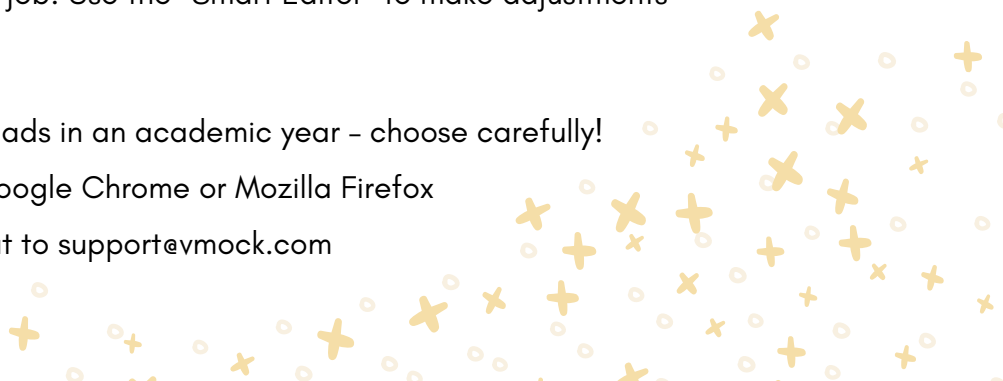 job! Use the "Smart Editor" to make adjustments
ads in an academic year - choose carefully!
oogle Chrome or Mozilla Firefox
t to support@vmock.com